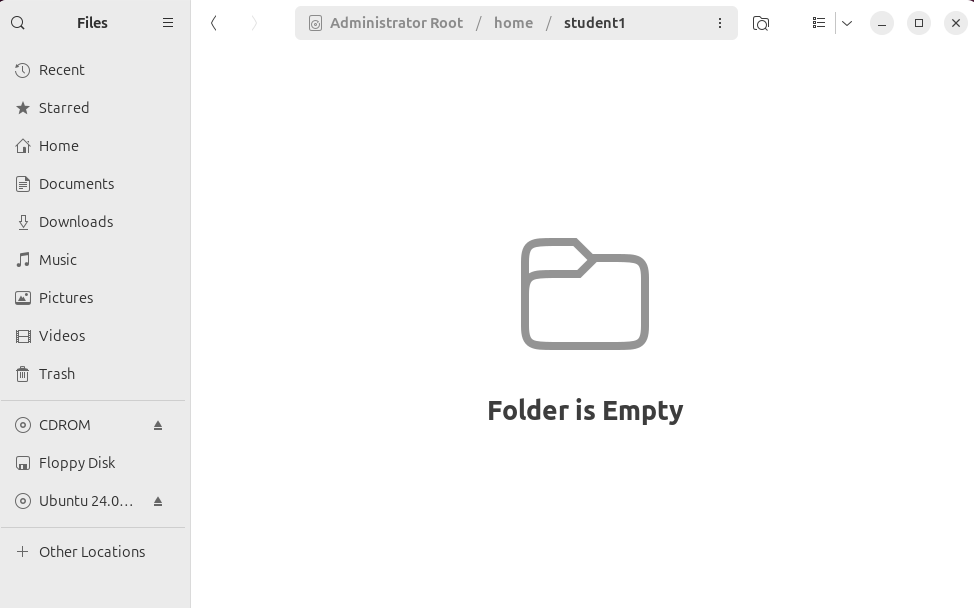 Files
Administrator Root / home / student1
Recent
Starred
Home
Documents
Downloads
Music
Pictures
Videos
Trash
CDROM
Floppy Disk
Ubuntu 24.0…
Other Locations
Folder is Empty